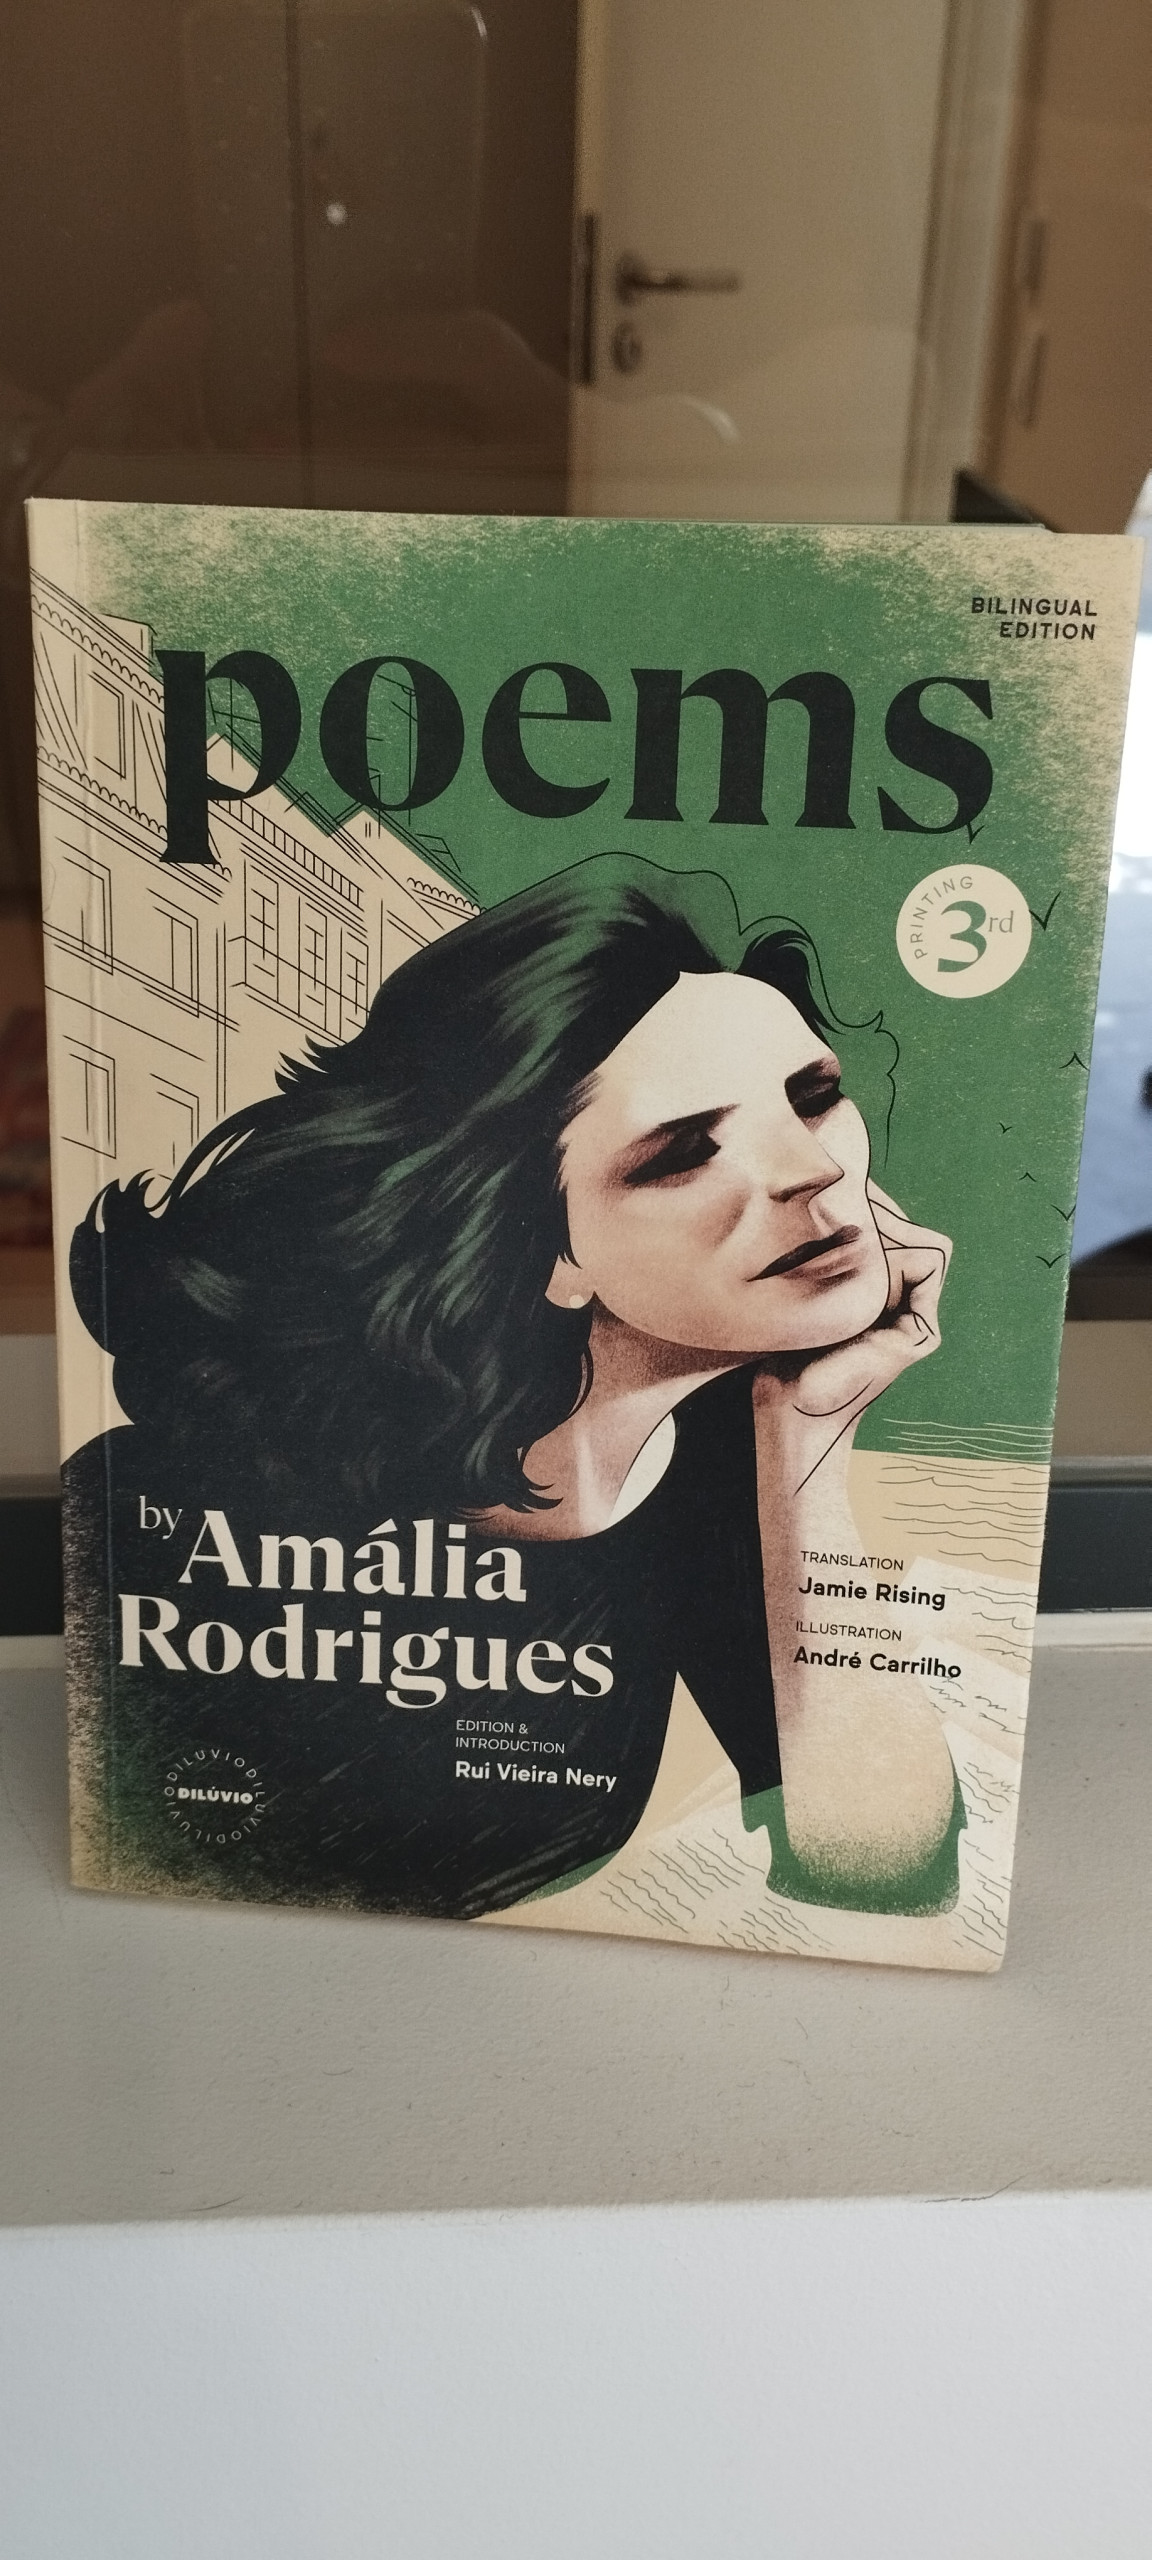 BILINGUAL
EDITION
poems
PRINTING
3rd
by Amália
Rodrigues
TRANSLATION
Jamie Rising
ILLUSTRATION
André Carrilho
EDITION &
INTRODUCTION
Rui Vieira Nery
DILUVIODILUVIODILUVIO
DILÚVIO